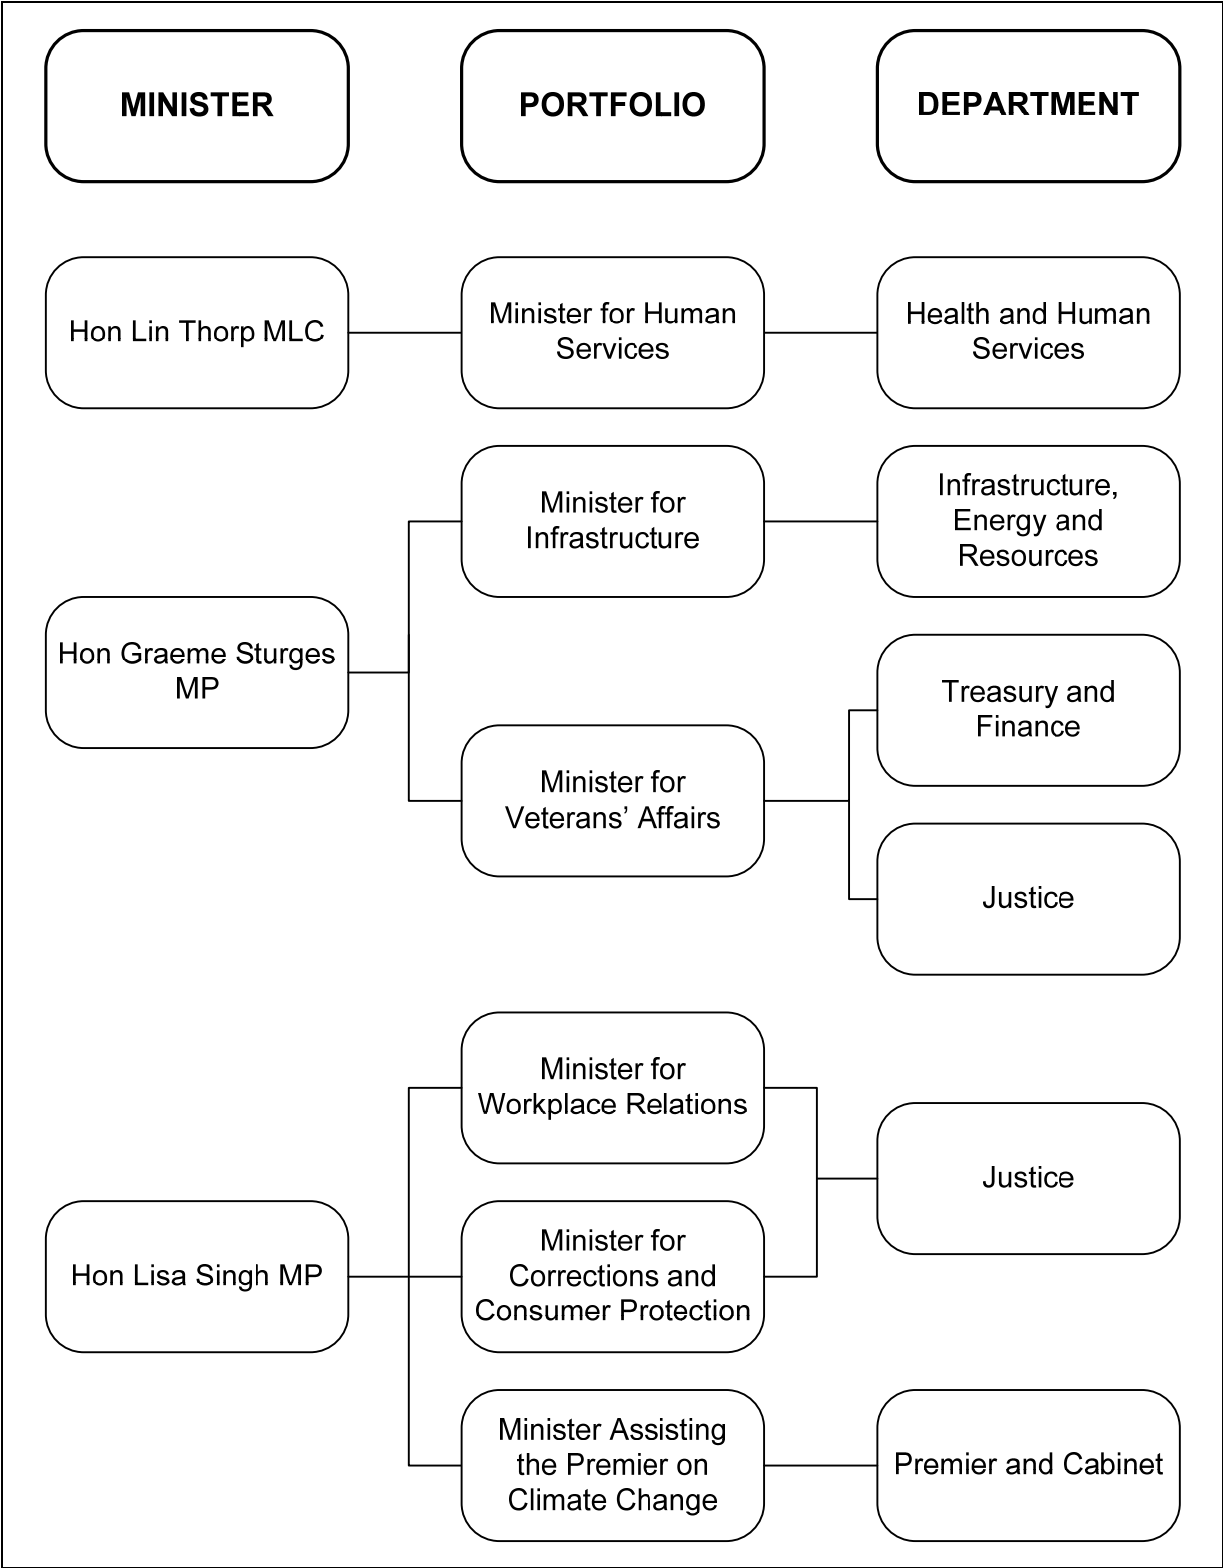 MINISTER
PORTFOLIO
DEPARTMENT
Hon Lin Thorp MLC
Minister for Human
Services
Health and Human
Services
Hon Graeme Sturges
MP
Minister for
Infrastructure
Infrastructure,
Energy and
Resources
Minister for
Veterans’ Affairs
Treasury and
Finance
Justice
Hon Lisa Singh MP
Minister for
Workplace Relations
Minister for
Corrections and
Consumer Protection
Justice
Minister Assisting
the Premier on
Climate Change
Premier and Cabinet